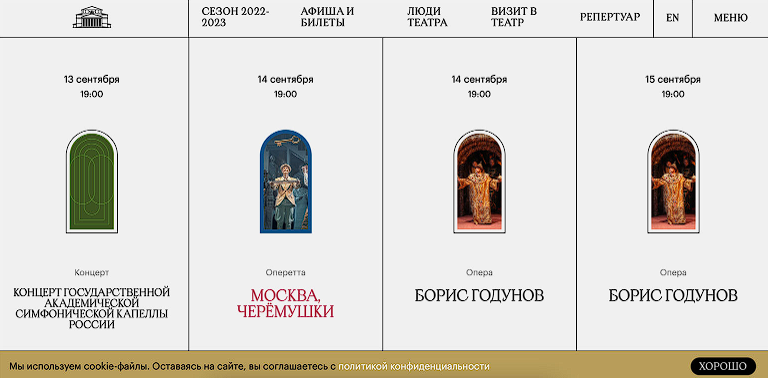 СЕЗОН 2022-
2023
АФИША И
БИЛЕТЫ
ЛЮДИ
ТЕАТРА
ВИЗИТ В
ТЕАТР
РЕПЕРТУАР
EN
МЕНЮ
13 сентября
19:00
Концерт
КОНЦЕРТ ГОСУДАРСТВЕННОЙ
АКАДЕМИЧЕСКОЙ
СИМФОНИЧЕСКОЙ КАПЕЛЛЫ
РОССИИ
14 сентября
19:00
Оперетта
МОСКВА,
ЧЕРЁМУШКИ
14 сентября
19:00
Опера
БОРИС ГОДУНОВ
15 сентября
19:00
Опера
БОРИС ГОДУНОВ
Мы используем cookie-файлы. Оставаясь на сайте, вы соглашаетесь с политикой конфиденциальности
ХОРОШО